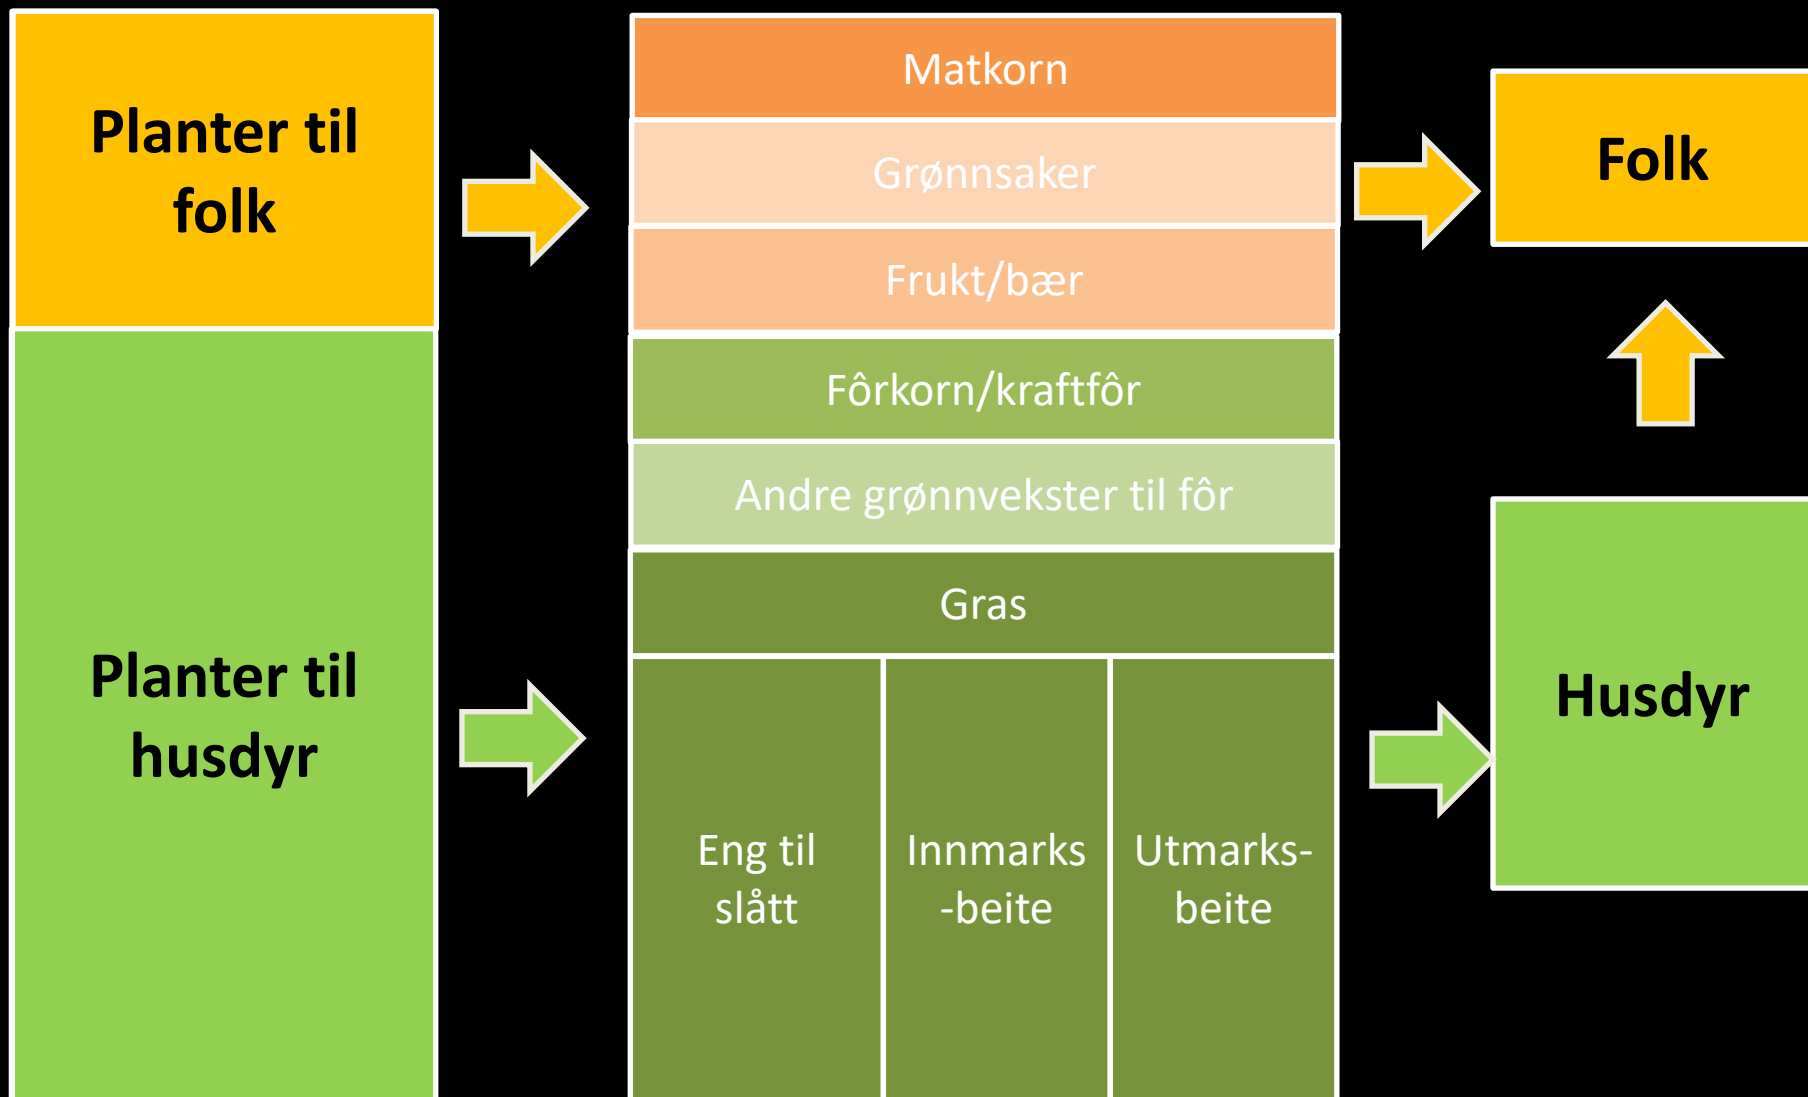 Planter til
folk
Matkorn
Grønnsaker
Frukt/bær
Folk
Planter til
husdyr
Fôrkorn/kraftfôr
Andre grønnvekster til fôr
Gras
Eng til
slått
Innmarks
-beite
Utmarks-
beite
Husdyr